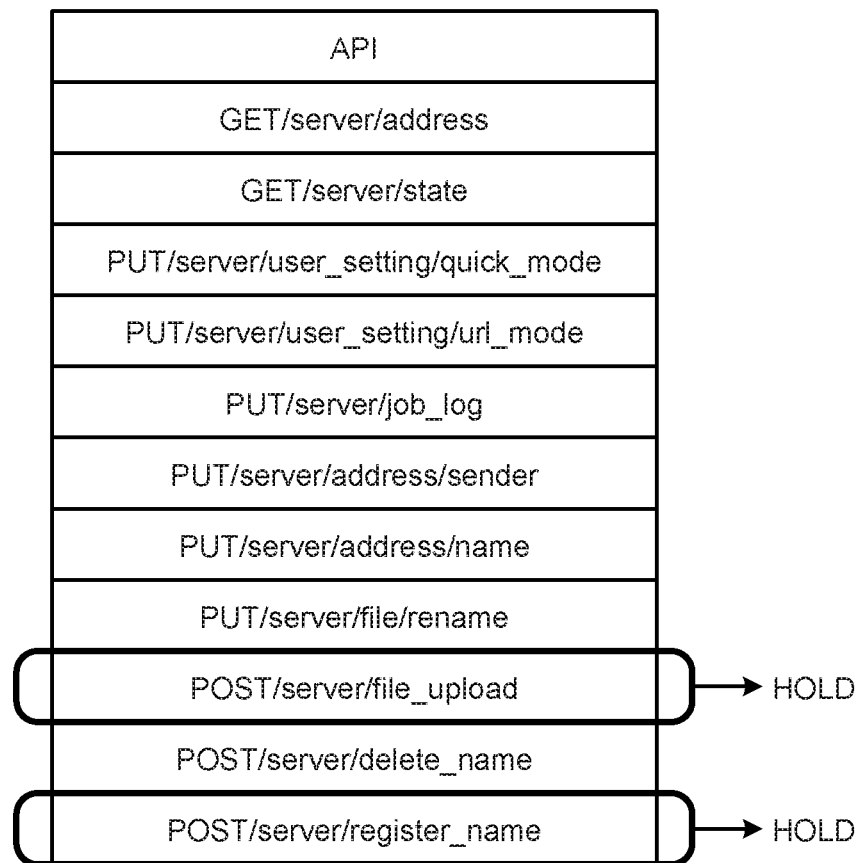 API
GET/server/address
GET/server/state
PUT/server/user_setting/quick_mode
PUT/server/user_setting/url_mode
PUT/server/job_log
PUT/server/address/sender
PUT/server/address/name
PUT/server/file/rename
POST/server/file_upload HOLD
POST/server/delete_name
POST/server/register_name HOLD